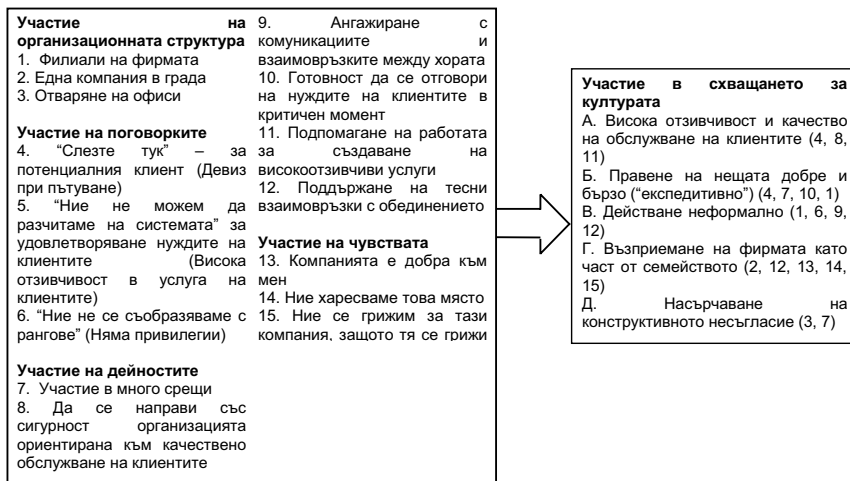 Участие на
организационната структура
1. Филиали на фирмата
2. Една компания в града
3. Отваряне на офиси
Участие на поговорките
4. “Слезте тук” – за
потенциалния клиент (Девиз
при пътуване)
5. “Ние не можем да
разчитаме на системата” за
удовлетворяване нуждите на
клиентите (Висока
отзивчивост в услуга на
клиентите)
6. “Ние не се съобразяваме с
рангове” (Няма привилегии)
Участие на дейностите
7. Участие в много срещи
8. Да се направи със
сигурност организацията
ориентирана към качествено
обслужване на клиентите
9. Ангажиране с
комуникациите и
взаимовръзките между хората
10. Готовност да се отговори
на нуждите на клиентите в
критичен момент
11. Подпомагане на работата
за създаване на
високоотзивчиви услуги
12. Поддържане на тесни
взаимовръзки с обединението
Участие на чувствата
13. Компанията е добра към
мен
14. Ние харесваме това място
15. Ние се грижим за тази
компания, защото тя се грижи
Участие в схващането за
културата
А. Висока отзивчивост и качество
на обслужване на клиентите (4, 8,
11)
Б. Правене на нещата добре и
бързо (“експедитивно”) (4, 7, 10, 1)
В. Действане неформално (1, 6, 9,
12)
Г. Възприемане на фирмата като
част от семейството (2, 12, 13, 14,
15)
Д. Насърчаване на
конструктивното несъгласие (3, 7)